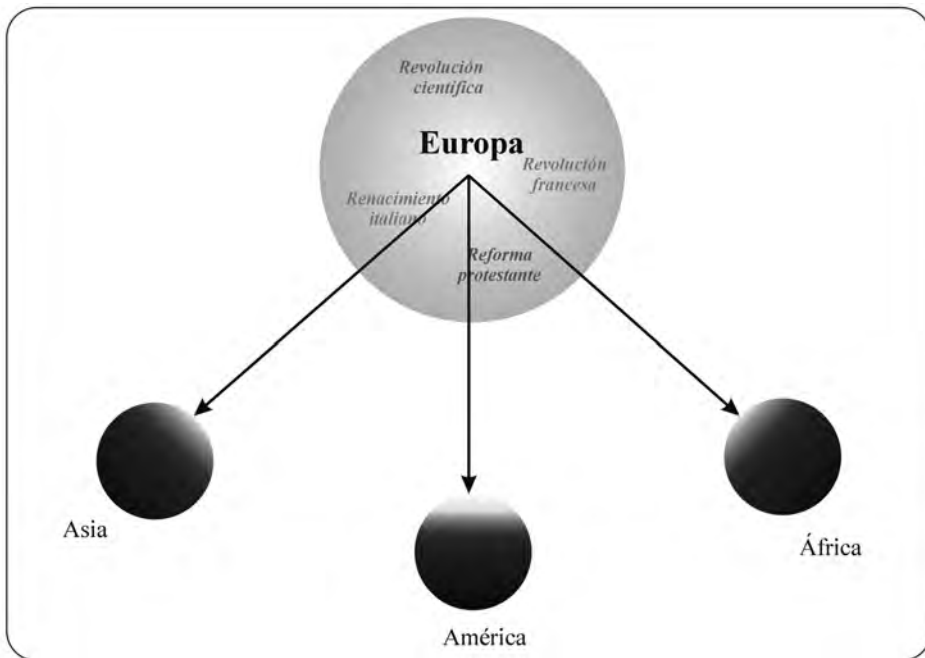 Revolución
científica
Europa
Revolución
francesa
Renacimiento
italiano
Reforma
protestante
Asia
África
América